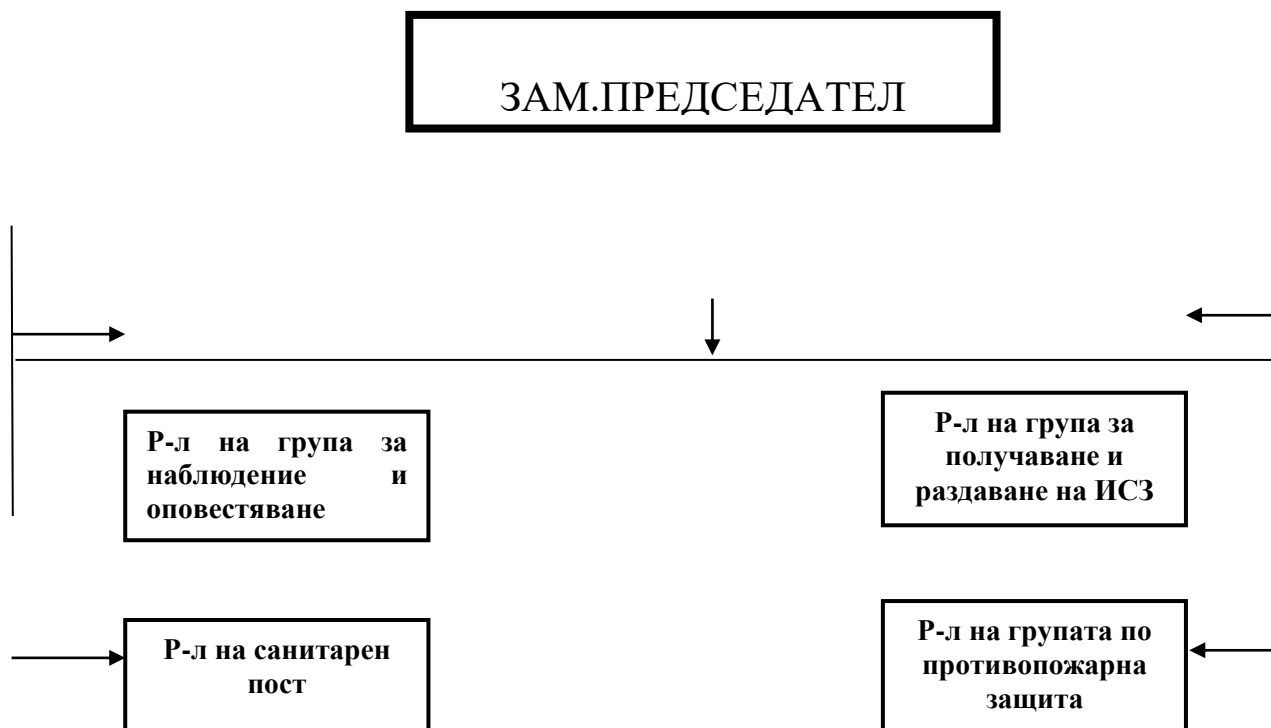 ЗАМ.ПРЕДСЕДАТЕЛ
Р-л на група за
наблюдение и
оповестяване
Р-л на група за
получаване и
раздаване на ИСЗ
Р-л на санитарен
пост
Р-л на групата по
противопожарна
защита